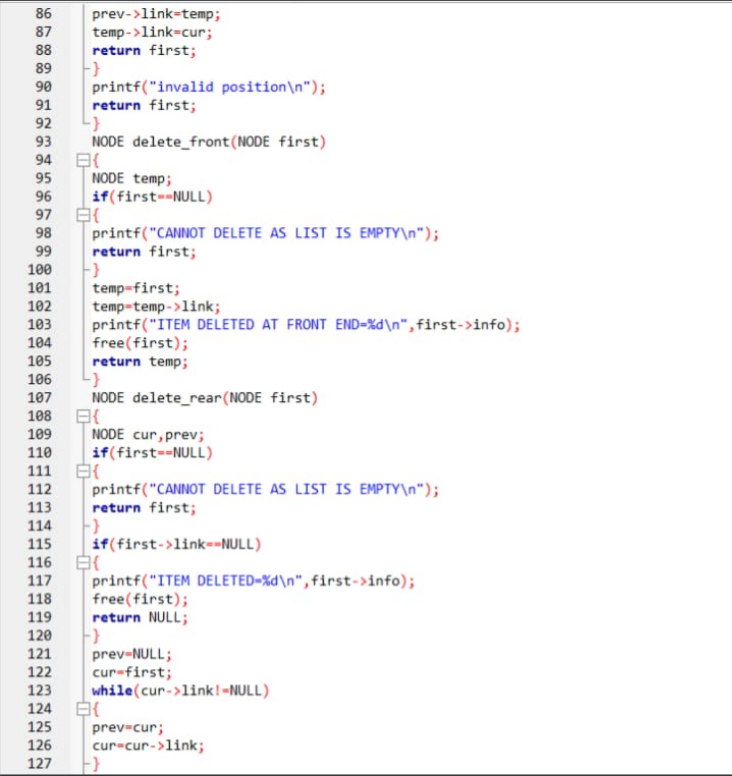 86 prev->link=temp;
87 temp->link=cur;
88 return first;
89 }
90 printf("invalid position\n");
91 return first;
92 }
93 NODE delete_front(NODE first)
94 {
95 NODE temp;
96 if(first==NULL)
97 {
98 printf("CANNOT DELETE AS LIST IS EMPTY\n");
99 return first;
100 }
101 temp=first;
102 temp=temp->link;
103 printf("ITEM DELETED AT FRONT END=%d\n",first->info);
104 free(first);
105 return temp;
106 }
107 NODE delete_rear(NODE first)
108 {
109 NODE cur,prev;
110 if(first==NULL)
111 {
112 printf("CANNOT DELETE AS LIST IS EMPTY\n");
113 return first;
114 }
115 if(first->link==NULL)
116 {
117 printf("ITEM DELETED=%d\n",first->info);
118 free(first);
119 return NULL;
120 }
121 prev=NULL;
122 cur=first;
123 while(cur->link!=NULL)
124 {
125 prev=cur;
126 cur=cur->link;
127 }